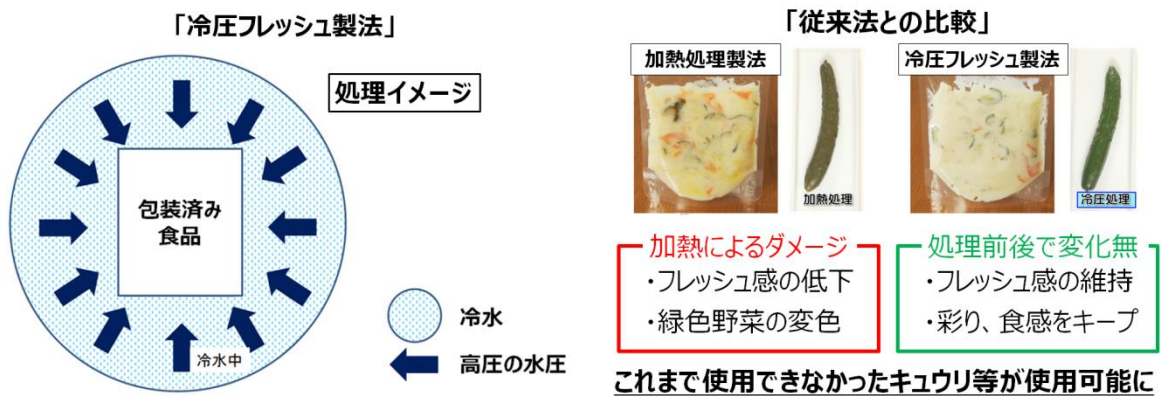 「冷圧フレッシュ製法」
処理イメージ
包装済み
食品
冷水中
冷水
高圧の水圧
「従来法との比較」
加熱処理製法
冷圧フレッシュ製法
加熱処理
冷圧処理
加熱によるダメージ
・フレッシュ感の低下
・緑色野菜の変色
処理前後で変化無
・フレッシュ感の維持
・彩り、食感をキープ
これまで使用できなかったキュウリ等が使用可能に